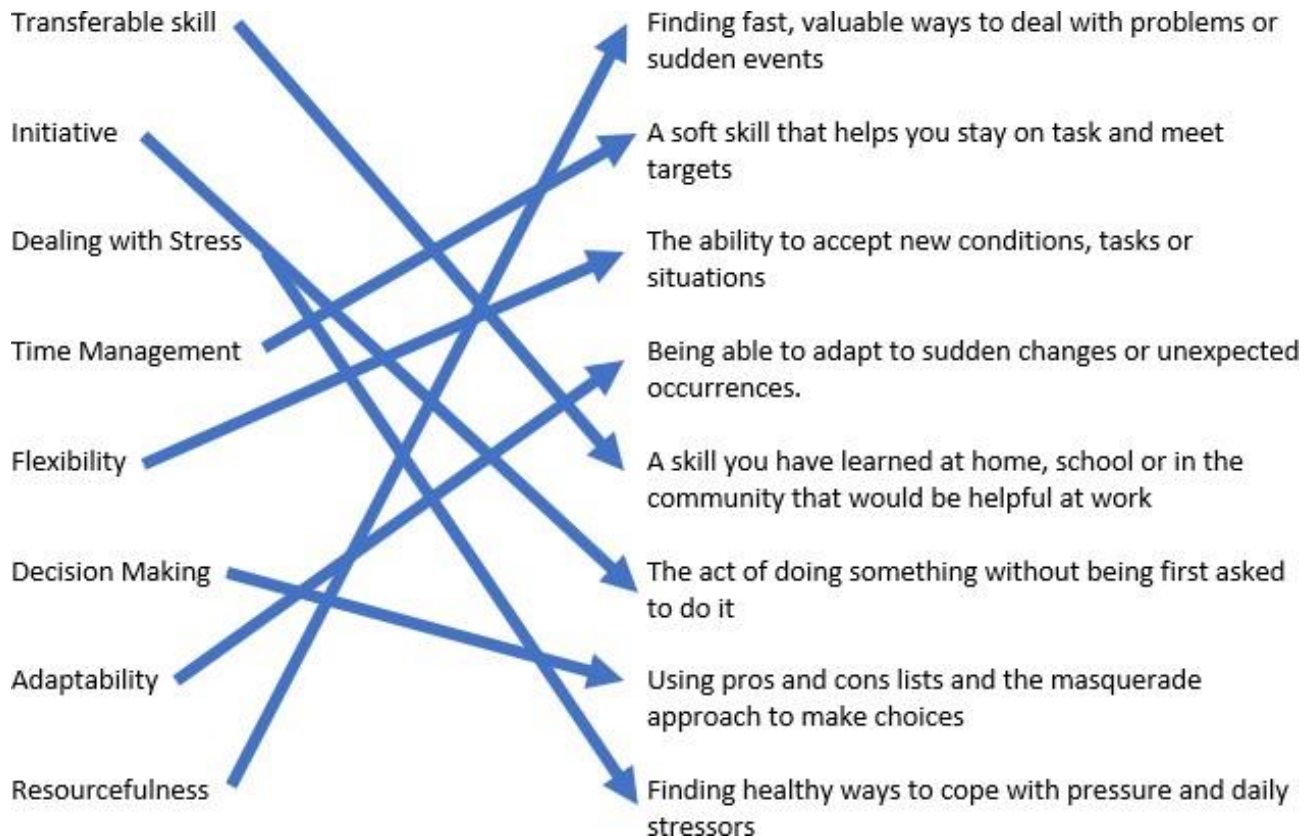 Transferable skill
Finding fast, valuable ways to deal with problems or
sudden events
Initiative
A soft skill that helps you stay on task and meet
targets
Dealing with Stress
The ability to accept new conditions, tasks or
situations
Time Management
Being able to adapt to sudden changes or unexpected
occurrences.
Flexibility
A skill you have learned at home, school or in the
community that would be helpful at work
Decision Making
The act of doing something without being first asked
to do it
Adaptability
Using pros and cons lists and the masquerade
approach to make choices
Resourcefulness
Finding healthy ways to cope with pressure and daily
stressors